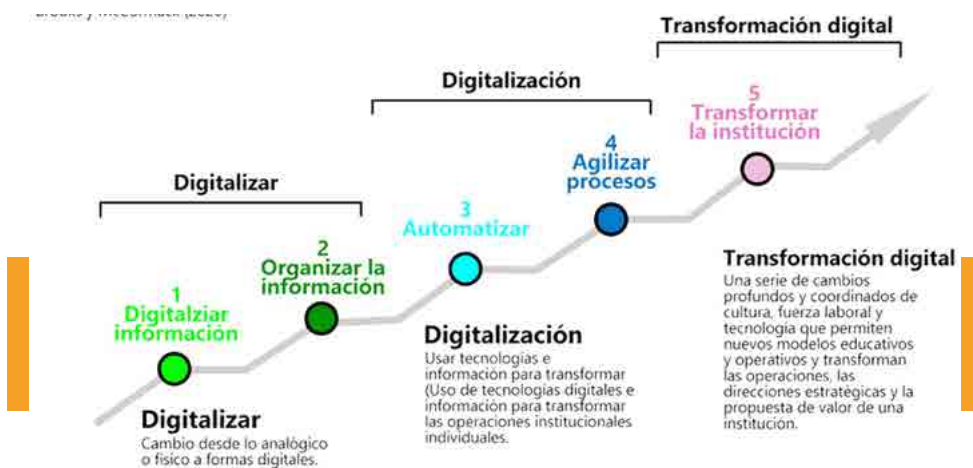 Transformación digital
Digitalización
Digitalizar
5
Transformar
la institución
4
Agilizar
procesos
3
Automatizar
2
Organizar la
información
1
Digitalziar
información
Digitalizar
Cambio desde lo analógico
o fisico a formas digitales.
Digitalización
Usar tecnologías e
información para transformar
(Uso de tecnologías digitales e
información para transformar
las operaciones institucionales
individuales.
Transformación digital
Una serie de cambios
profundos y coordinados de
cultura, fuerza laboral y
tecnología que permiten
nuevos modelos educativos
y operativos y transforman
las operaciones, las
direcciones estratégicas y la
propuesta de valor de una
institución.